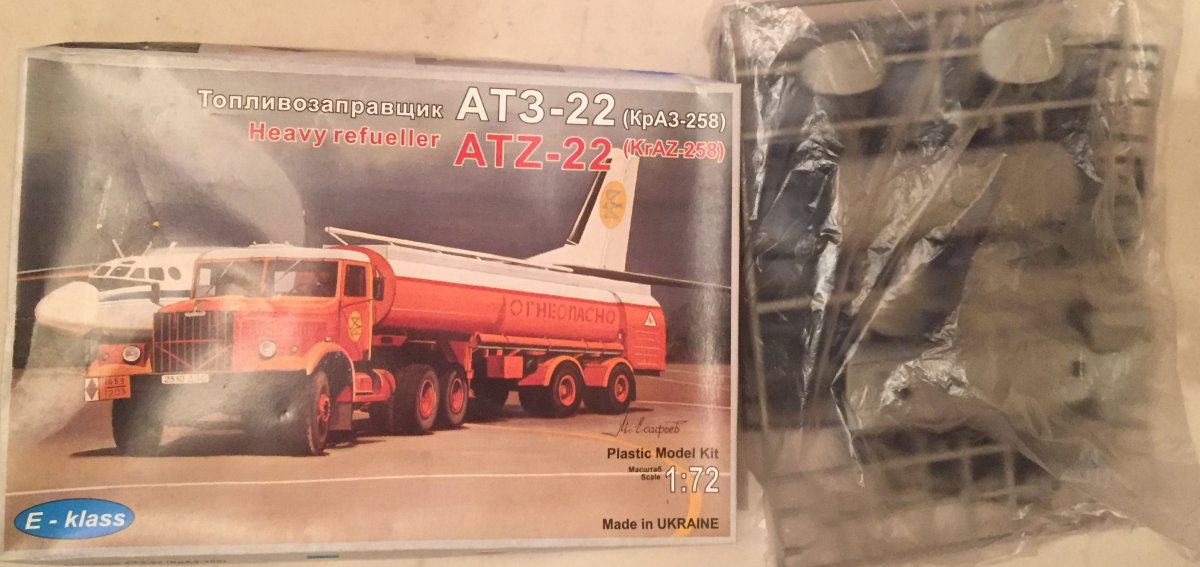 Топливозаправщик АТЗ-22 (КрАЗ-258)
Heavy refueller ATZ-22 (KrAZ-258)
ОГНЕОПАСНО
Plastic Model Kit
Масштаб
Scale 1:72
Made in UKRAINE
E - klass